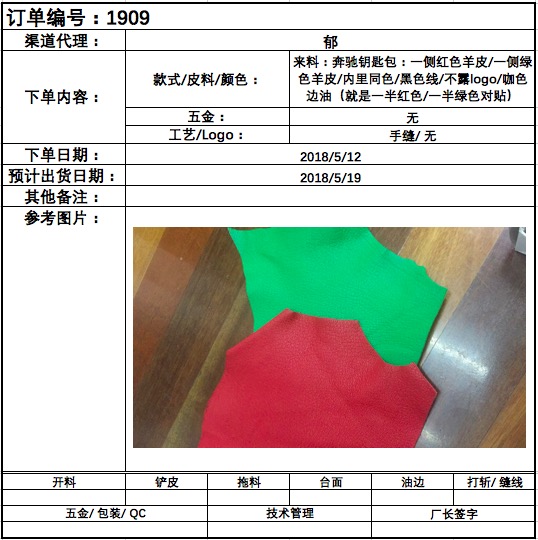 订单编号：1909
渠道代理：
郁
下单内容：
款式/皮料/颜色：
来料：奔驰钥匙包：一侧红色羊皮/一侧绿
色羊皮/内里同色/黑色线/不露logo/咖色
边油（就是一半红色/一半绿色对贴）
五金：
无
工艺/Logo：
手缝/ 无
下单日期：
2018/5/12
预计出货日期：
2018/5/19
其他备注：
参考图片：
开料 铲皮 拖料 台面 油边 打斩/ 缝线
五金/ 包装/ QC 技术管理 厂长签字